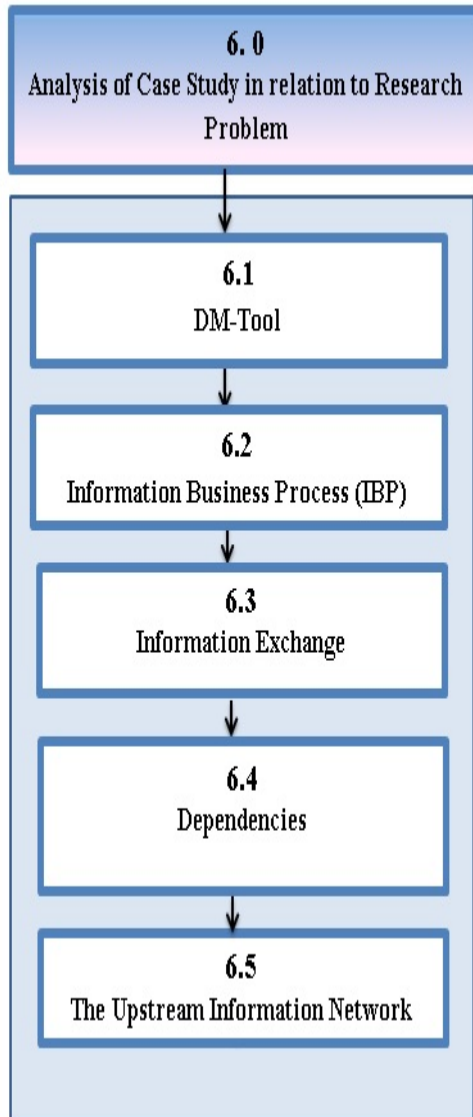 6. 0
Analysis of Case Study in relation to Research
Problem
6.1
DM-Tool
6.2
Information Business Process (IBP)
6.3
Information Exchange
6.4
Dependencies
6.5
The Upstream Information Network